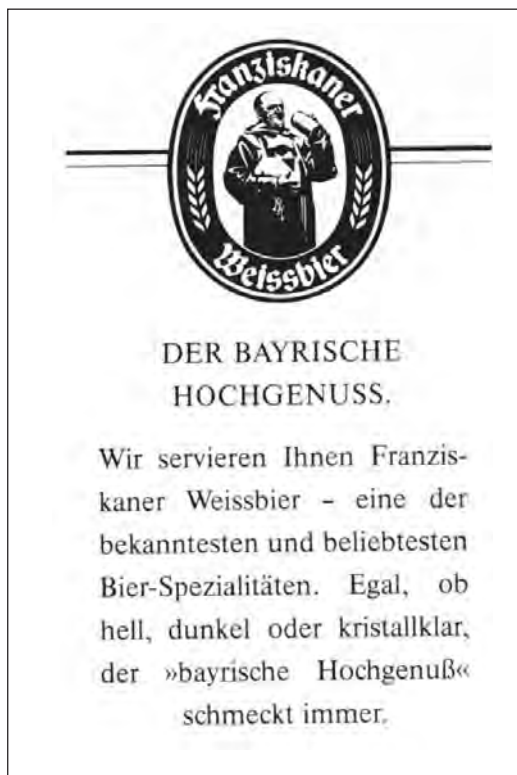 Franziskaner
Weissbier
DER BAYRISCHE
HOCHGENUSS.
Wir servieren Ihnen Franzis-
kaner Weissbier – eine der
bekanntesten und beliebtesten
Bier-Spezialitäten. Egal, ob
hell, dunkel oder kristallklar,
der »bayrische Hochgenuß«
schmeckt immer.